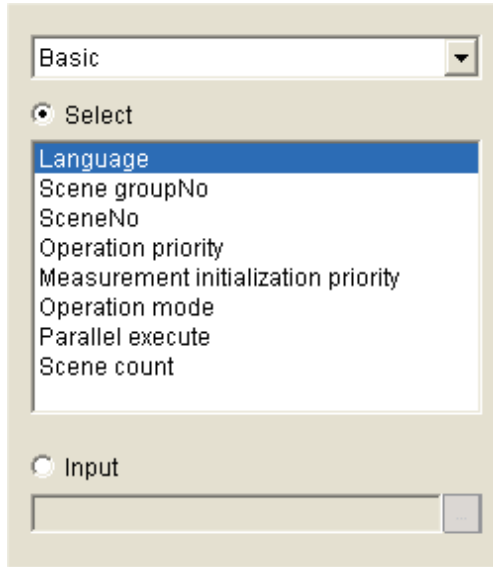 Basic
Select
Language
Scene groupNo
SceneNo
Operation priority
Measurement initialization priority
Operation mode
Parallel execute
Scene count
Input
...